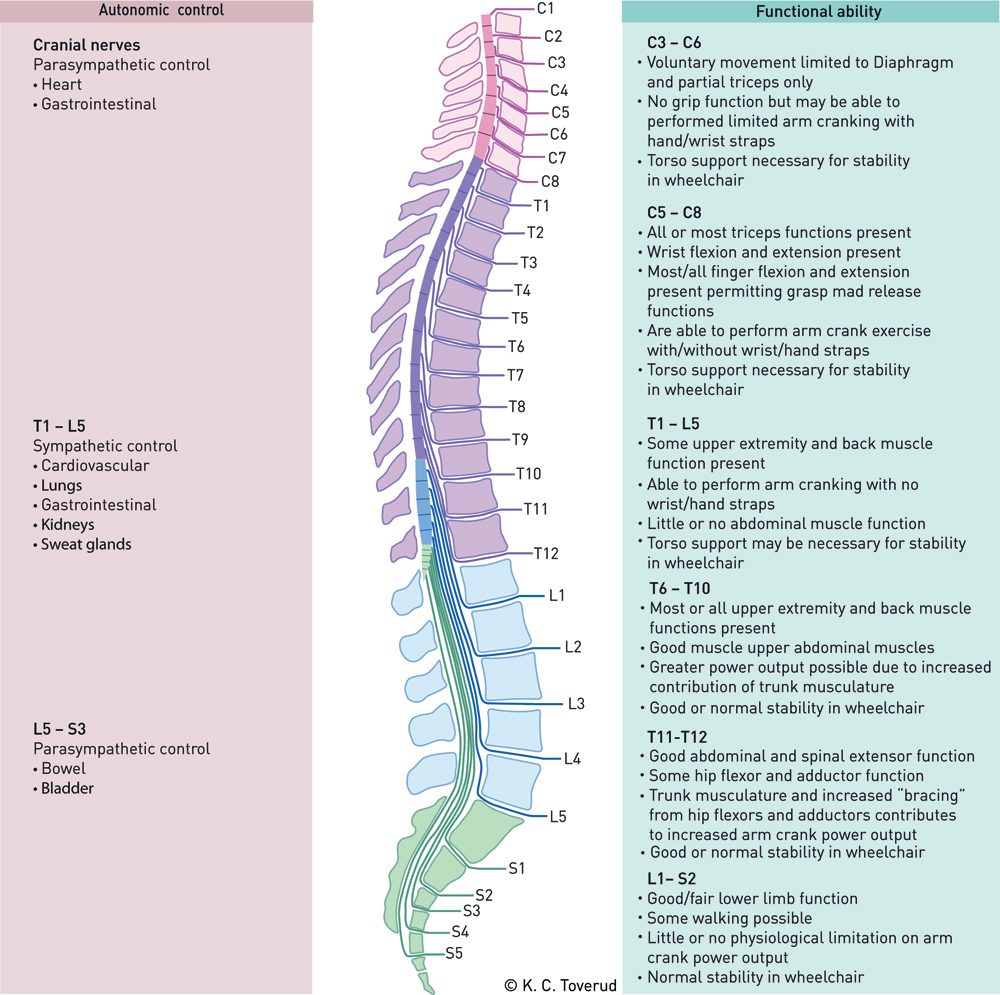 Autonomic control
Cranial nerves
Parasympathetic control
• Heart
• Gastrointestinal
T1 – L5
Sympathetic control
• Cardiovascular
• Lungs
• Gastrointestinal
• Kidneys
• Sweat glands
L5 – S3
Parasympathetic control
• Bowel
• Bladder
C1
C2
C3
C4
C5
C6
C7
C8
T1
T2
T3
T4
T5
T6
T7
T8
T9
T10
T11
T12
L1
L2
L3
L4
L5
S1
S2
S3
S4
S5
© K. C. Toverud
Functional ability
C3 – C6
• Voluntary movement limited to Diaphragm
and partial triceps only
• No grip function but may be able to
performed limited arm cranking with
hand/wrist straps
• Torso support necessary for stability
in wheelchair
C5 – C8
• All or most triceps functions present
• Wrist flexion and extension present
• Most/all finger flexion and extension
present permitting grasp mad release
functions
• Are able to perform arm crank exercise
with/without wrist/hand straps
• Torso support necessary for stability
in wheelchair
T1 – L5
• Some upper extremity and back muscle
function present
• Able to perform arm cranking with no
wrist/hand straps
• Little or no abdominal muscle function
• Torso support may be necessary for stability
in wheelchair
T6 – T10
• Most or all upper extremity and back muscle
functions present
• Good muscle upper abdominal muscles
• Greater power output possible due to increased
contribution of trunk musculature
• Good or normal stability in wheelchair
T11-T12
• Good abdominal and spinal extensor function
• Some hip flexor and adductor function
• Trunk musculature and increased “bracing”
from hip flexors and adductors contributes
to increased arm crank power output
• Good or normal stability in wheelchair
L1– S2
• Good/fair lower limb function
• Some walking possible
• Little or no physiological limitation on arm
crank power output
• Normal stability in wheelchair